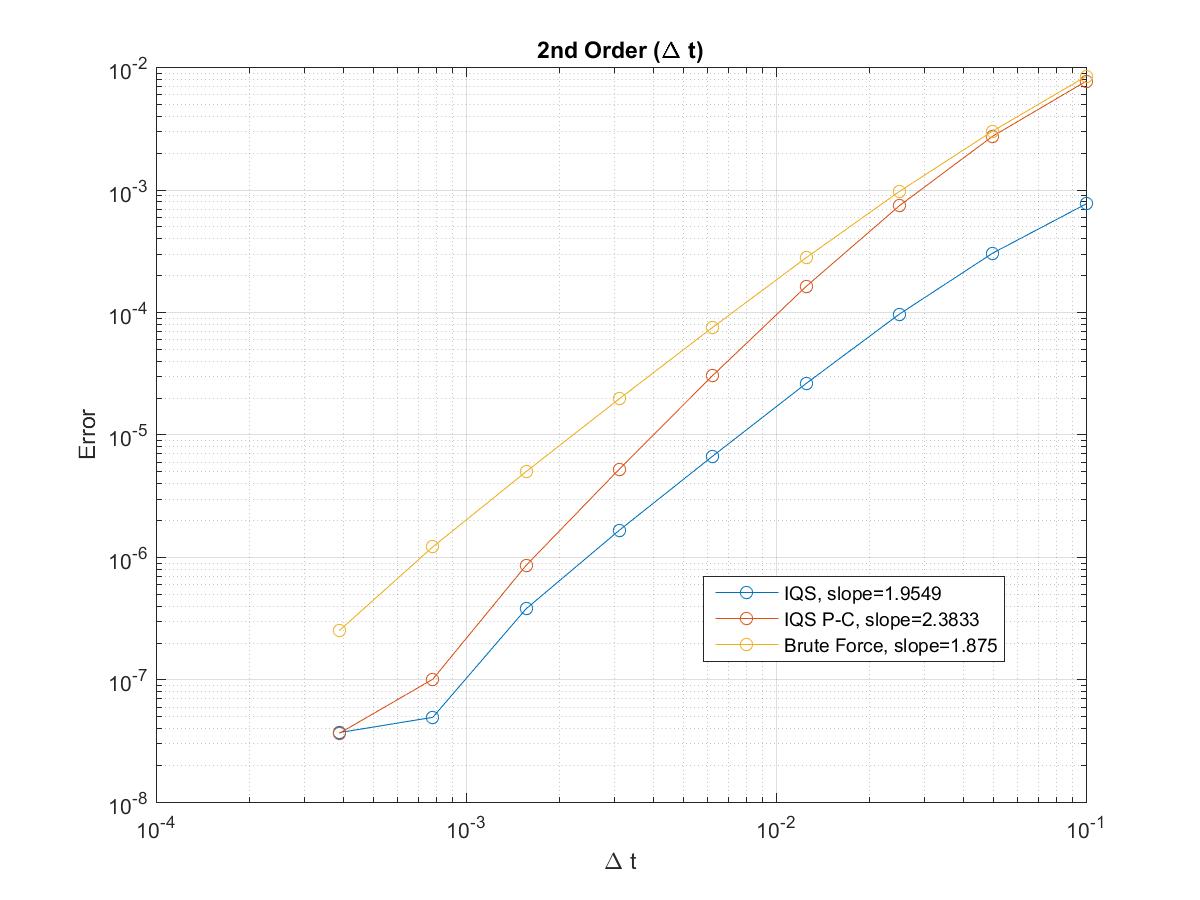 2nd Order (Δ t)
10-2
10-3
10-4
10-5
10-6
10-7
10-8
Error
IQS, slope=1.9549
IQS P-C, slope=2.3833
Brute Force, slope=1.875
10-4 10-3 10-2 10-1
Δ t